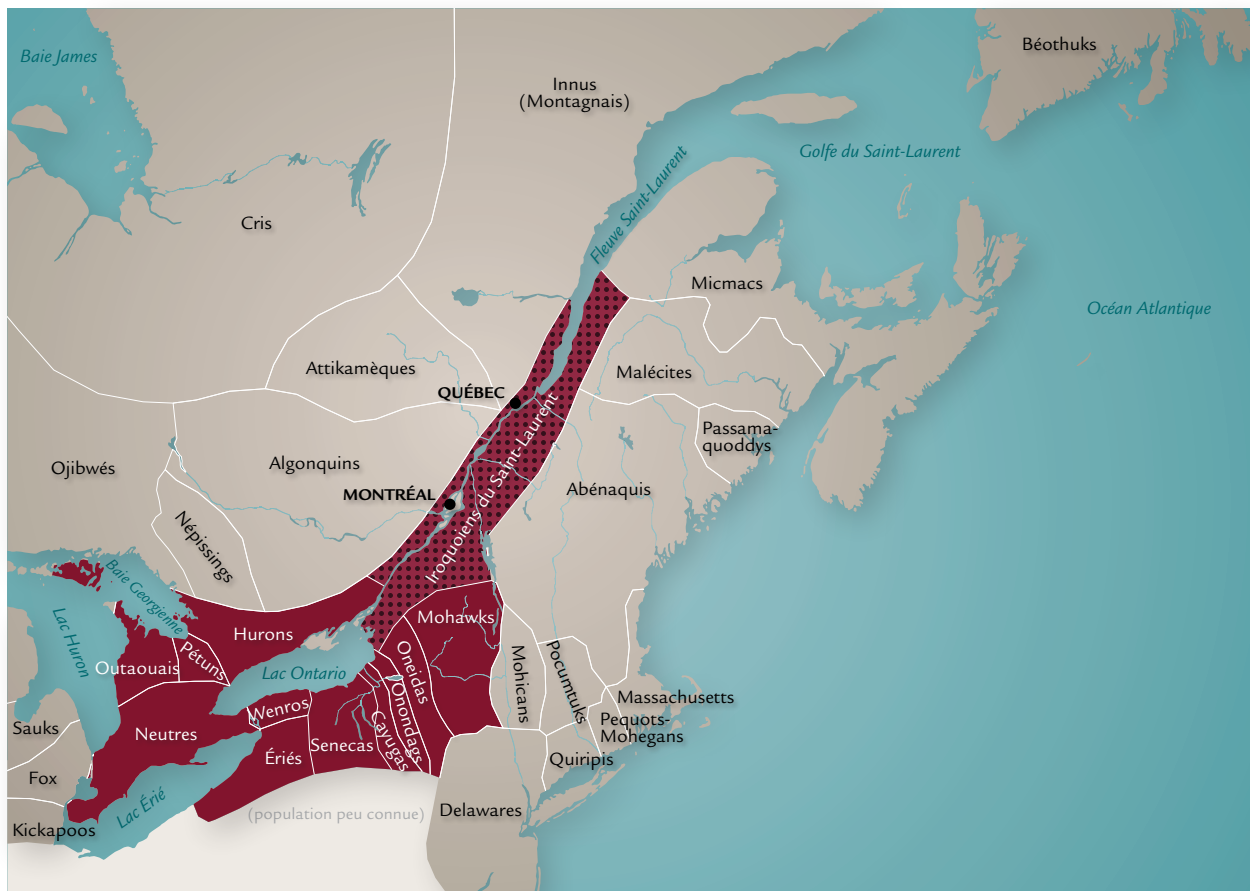 Baie James
Béothuks
Innus
(Montagnais)
Fleuve Saint-Laurent
Golfe du Saint-Laurent
Cris
Micmacs
Océan Atlantique
Attikamèques
QUÉBEC
Malécites
Passama-
quoddys
Ojibwés
Algonquins
MONTRÉAL
Iroquoiens du Saint-Laurent
Abénaquis
Népissings
Baie Georgienne
Lac Huron
Hurons
Mohawks
Outaouais
Pétuns
Lac Ontario
Oneidas
Onondags
Cayugas
Mohicans
Pocumtuks
Massachusetts
Pequots-
Mohegans
Sauks
Neutres
Wenros
Ériés
Senecas
Quiripis
Fox
Lac Érié
(population peu connue)
Delawares
Kickapoos